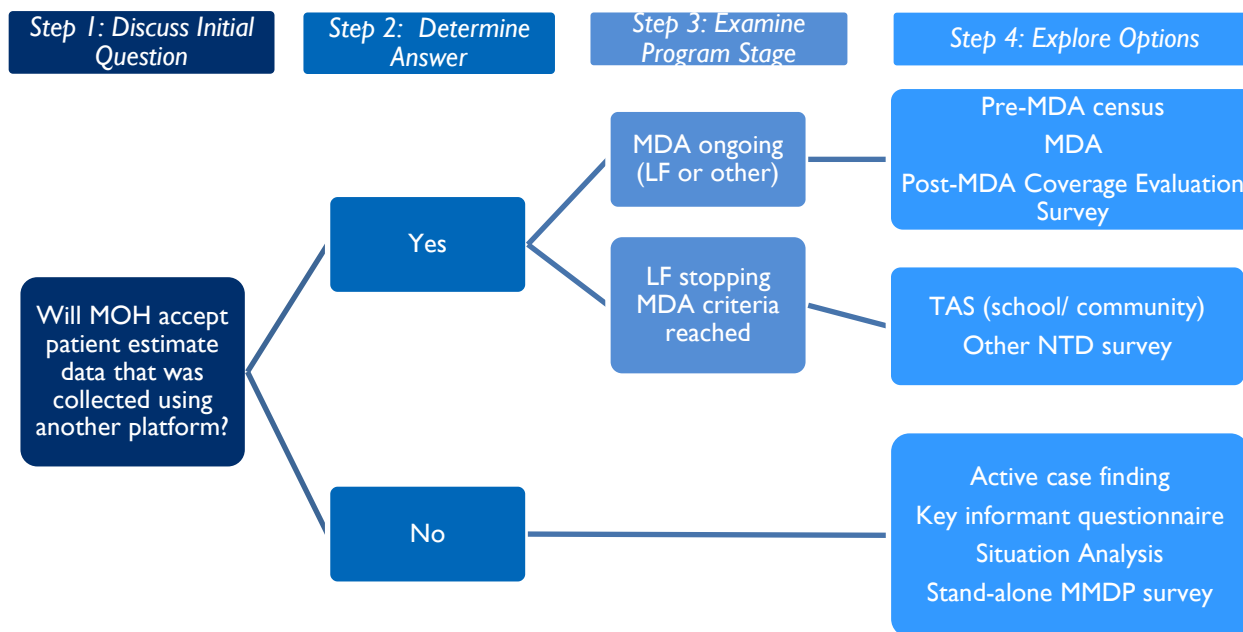 Step 1: Discuss Initial
Question
Step 2: Determine
Answer
Step 3: Examine
Program Stage
Step 4: Explore Options
Will MOH accept
patient estimate
data that was
collected using
another platform?
Yes
No
MDA ongoing
(LF or other)
LF stopping
MDA criteria
reached
Pre-MDA census
MDA
Post-MDA Coverage Evaluation
Survey
TAS (school/ community)
Other NTD survey
Active case finding
Key informant questionnaire
Situation Analysis
Stand-alone MMDP survey